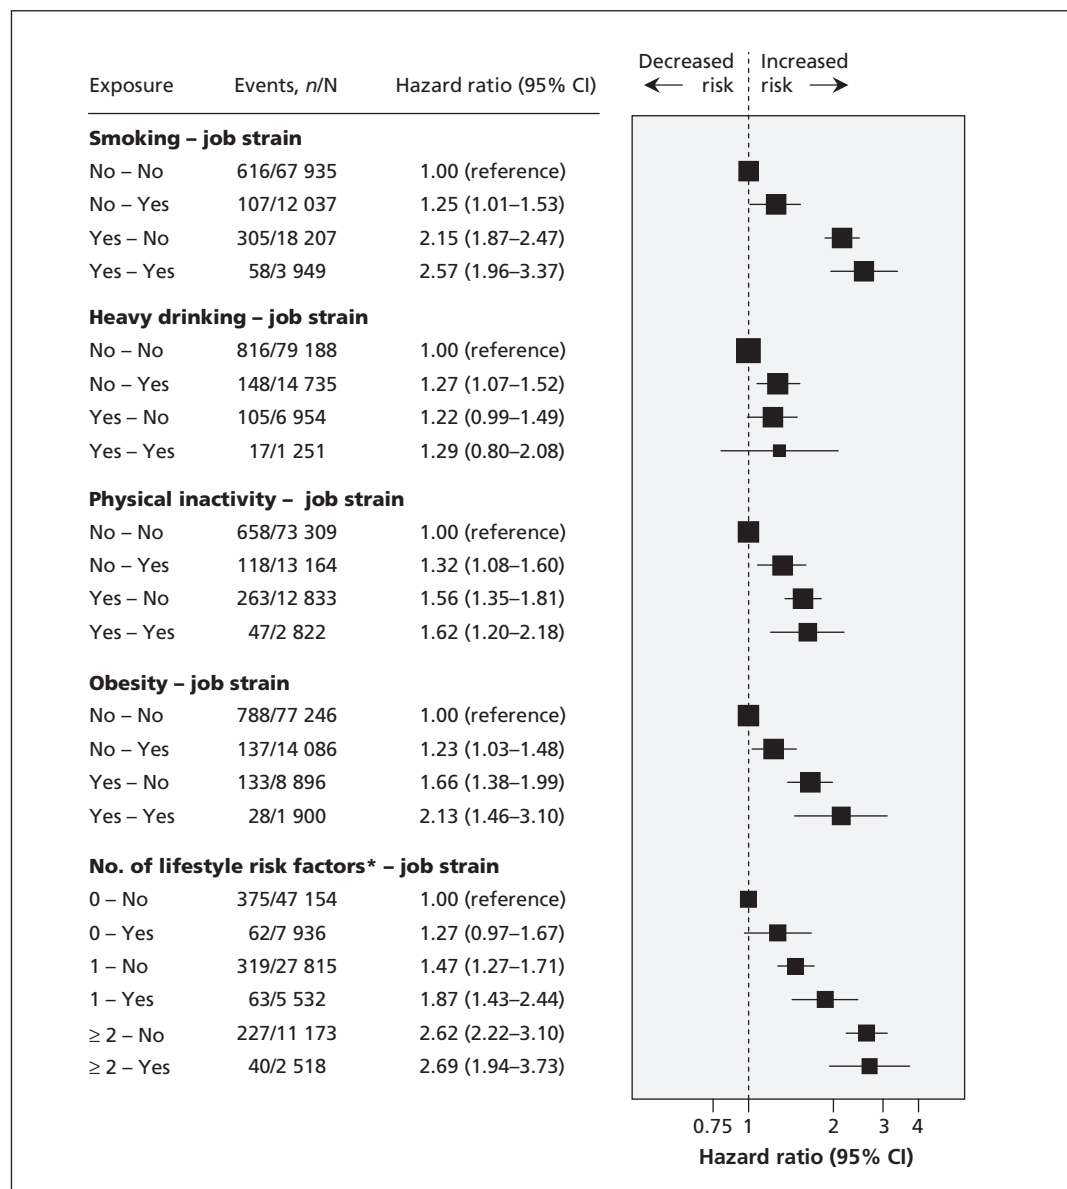 Decreased Increased
Exposure Events, n/N Hazard ratio (95% CI) ← risk risk →
Smoking – job strain
No – No 616/67 935 1.00 (reference)
No – Yes 107/12 037 1.25 (1.01–1.53)
Yes – No 305/18 207 2.15 (1.87–2.47)
Yes – Yes 58/3 949 2.57 (1.96–3.37)
Heavy drinking – job strain
No – No 816/79 188 1.00 (reference)
No – Yes 148/14 735 1.27 (1.07–1.52)
Yes – No 105/6 954 1.22 (0.99–1.49)
Yes – Yes 17/1 251 1.29 (0.80–2.08)
Physical inactivity – job strain
No – No 658/73 309 1.00 (reference)
No – Yes 118/13 164 1.32 (1.08–1.60)
Yes – No 263/12 833 1.56 (1.35–1.81)
Yes – Yes 47/2 822 1.62 (1.20–2.18)
Obesity – job strain
No – No 788/77 246 1.00 (reference)
No – Yes 137/14 086 1.23 (1.03–1.48)
Yes – No 133/8 896 1.66 (1.38–1.99)
Yes – Yes 28/1 900 2.13 (1.46–3.10)
No. of lifestyle risk factors* – job strain
0 – No 375/47 154 1.00 (reference)
0 – Yes 62/7 936 1.27 (0.97–1.67)
1 – No 319/27 815 1.47 (1.27–1.71)
1 – Yes 63/5 532 1.87 (1.43–2.44)
≥ 2 – No 227/11 173 2.62 (2.22–3.10)
≥ 2 – Yes 40/2 518 2.69 (1.94–3.73)
0.75 1 2 3 4
Hazard ratio (95% CI)